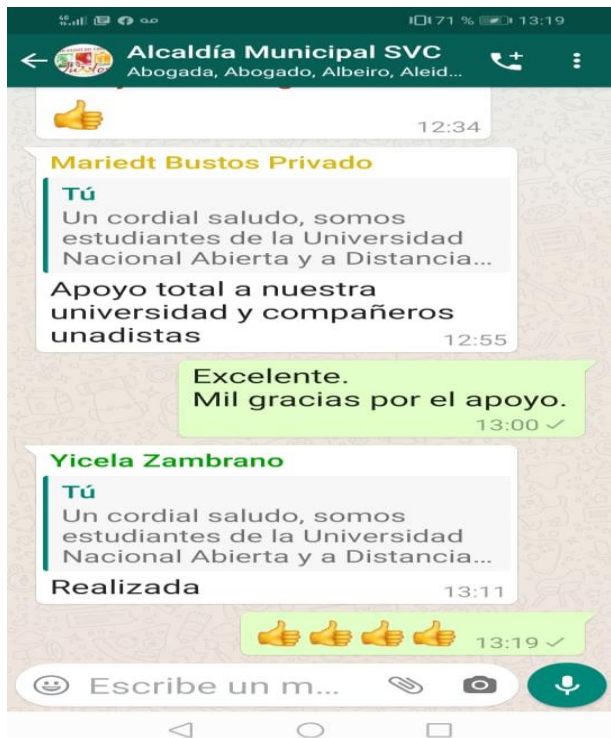 71 % 13:19
Alcaldía Municipal SVC
Abogada, Abogado, Albeiro, Aleid...
12:34
Mariedt Bustos Privado
Tú
Un cordial saludo, somos
estudiantes de la Universidad
Nacional Abierta y a Distancia...
Apoyo total a nuestra
universidad y compañeros
unadistas
12:55
Excelente.
Mil gracias por el apoyo.
13:00
Yicela Zambrano
Tú
Un cordial saludo, somos
estudiantes de la Universidad
Nacional Abierta y a Distancia...
Realizada
13:11
13:19
Escribe un m...